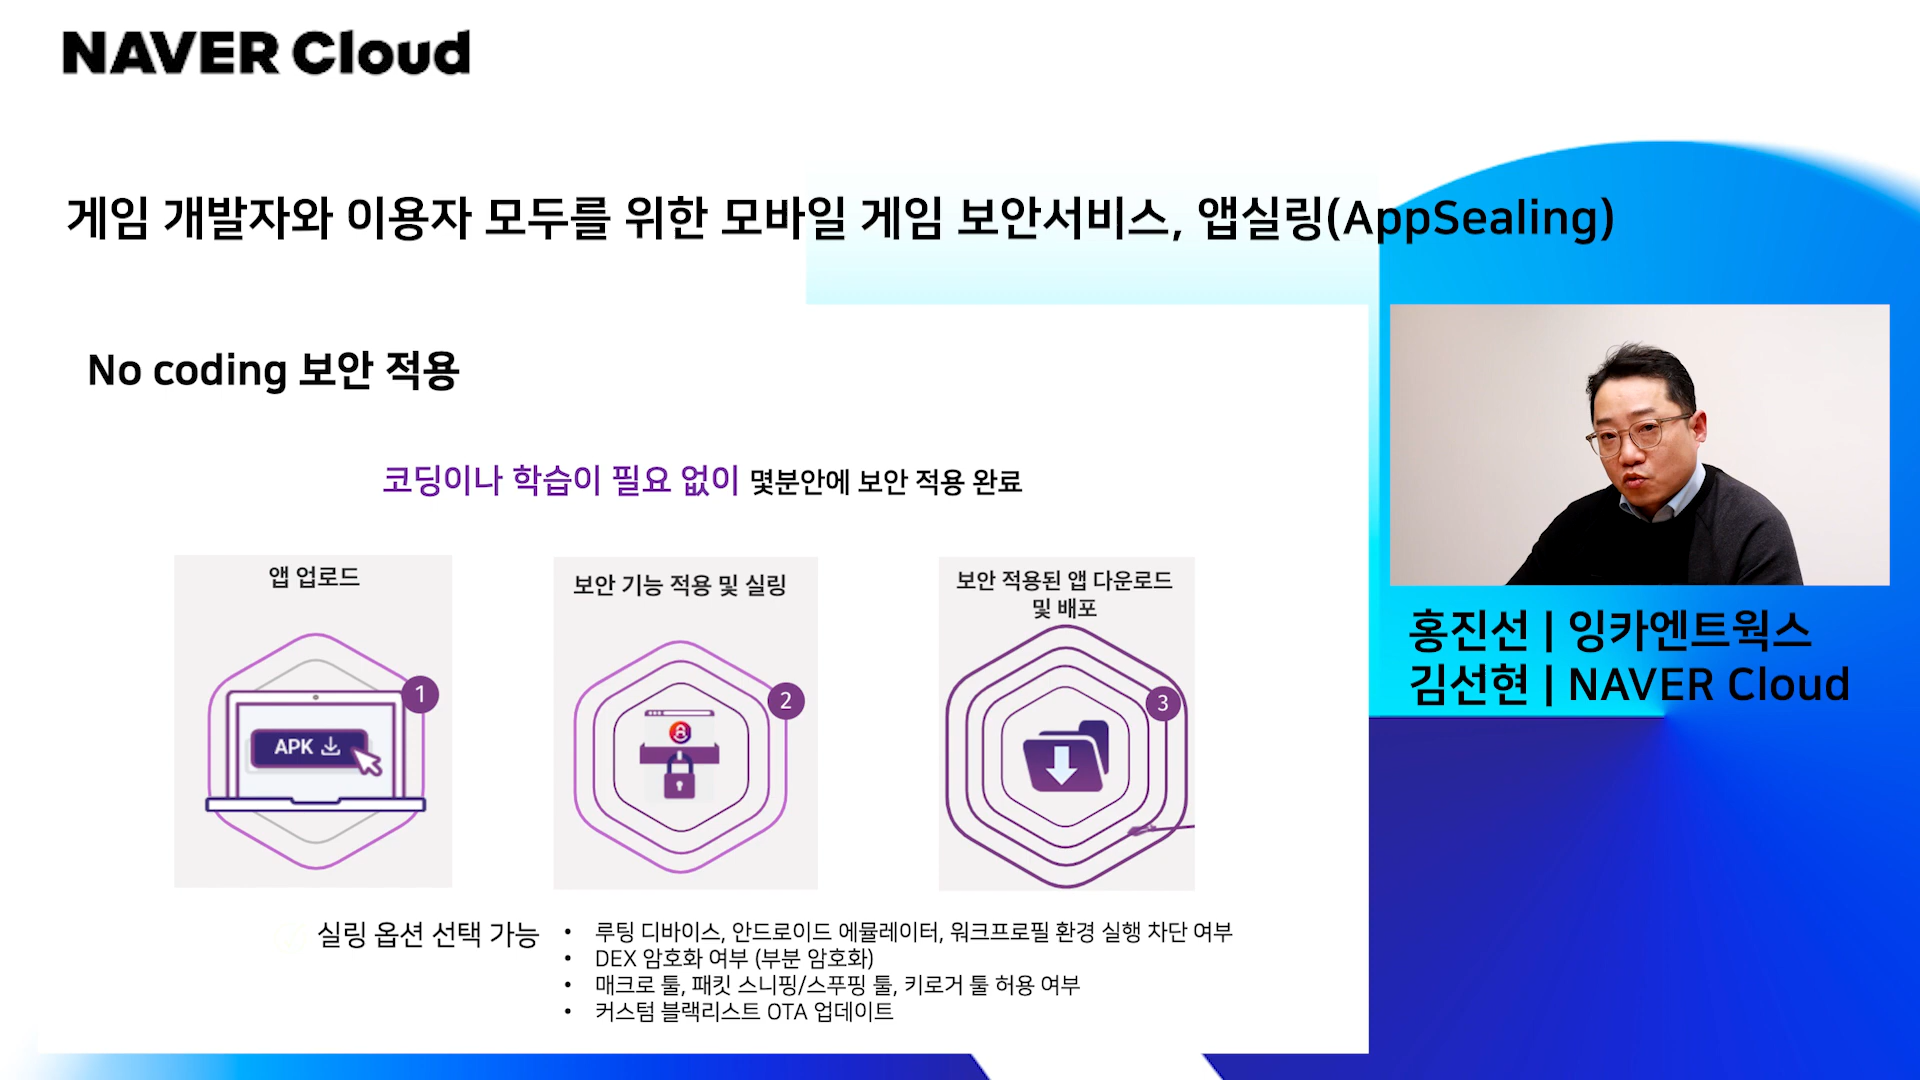 NAVER Cloud
게임 개발자와 이용자 모두를 위한 모바일 게임 보안서비스, 앱실링(AppSealing)
No coding 보안 적용
코딩이나 학습이 필요 없이 몇분안에 보안 적용 완료
앱 업로드
1
APK
보안 기능 적용 및 실링
2
보안 적용된 앱 다운로드
및 배포
3
실링 옵션 선택 가능
• 루팅 디바이스, 안드로이드 에뮬레이터, 워크프로필 환경 실행 차단 여부
• DEX 암호화 여부 (부분 암호화)
• 매크로 툴, 패킷 스니핑/스푸핑 툴, 키로거 툴 허용 여부
• 커스텀 블랙리스트 OTA 업데이트
홍진선 | 잉카엔트웍스
김선현 | NAVER Cloud